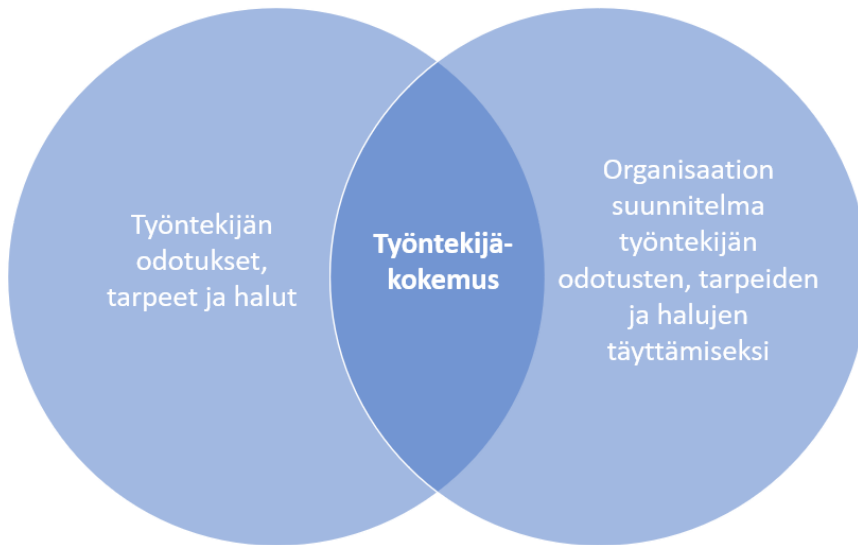 Työntekijän
odotukset,
tarpeet ja halut
Työntekijä-
kokemus
Organisaation
suunnitelma
työntekijän
odotusten, tarpeiden
ja halujen
täyttämiseksi